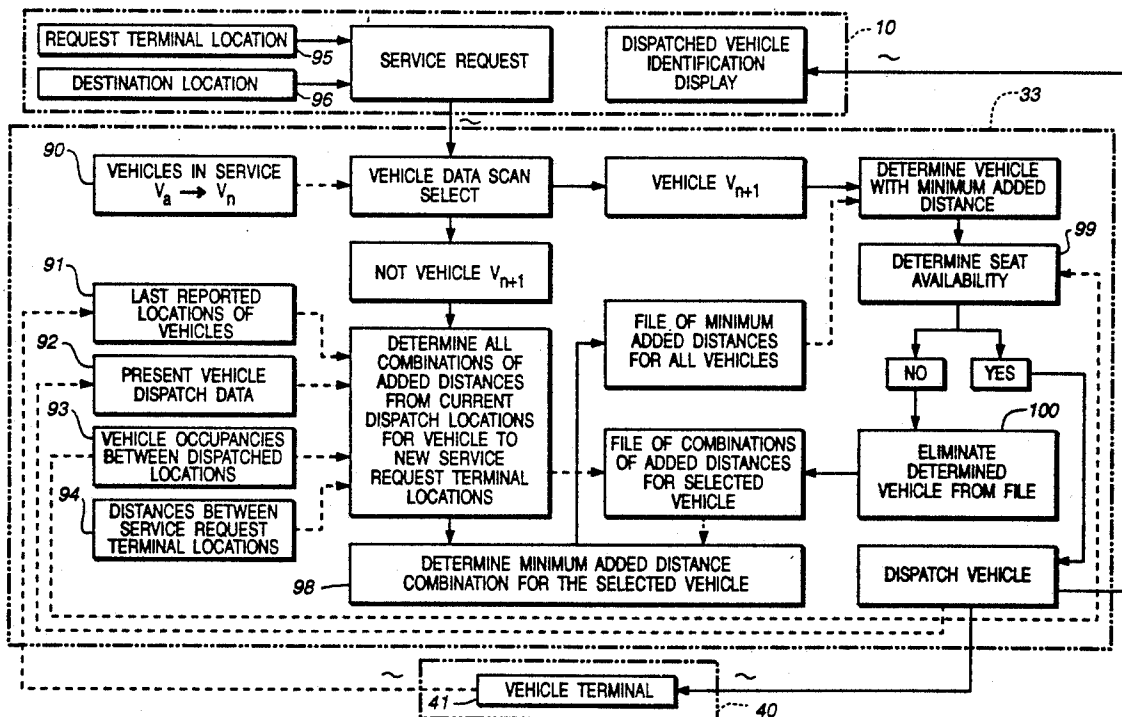 REQUEST TERMINAL LOCATION
95
DESTINATION LOCATION
96
SERVICE REQUEST
DISPATCHED VEHICLE
IDENTIFICATION
DISPLAY
10
~
~
33
90
VEHICLES IN SERVICE
Va → Vn
VEHICLE DATA SCAN
SELECT
VEHICLE Vn+1
DETERMINE VEHICLE
WITH MINIMUM ADDED
DISTANCE
99
NOT VEHICLE Vn+1
DETERMINE SEAT
AVAILABILITY
91
LAST REPORTED
LOCATIONS OF
VEHICLES
92
PRESENT VEHICLE
DISPATCH DATA
93
VEHICLE OCCUPANCIES
BETWEEN DISPATCHED
LOCATIONS
94
DISTANCES BETWEEN
SERVICE REQUEST
TERMINAL LOCATIONS
DETERMINE ALL
COMBINATIONS OF
ADDED DISTANCES
FROM CURRENT
DISPATCH LOCATIONS
FOR VEHICLE TO
NEW SERVICE
REQUEST TERMINAL
LOCATIONS
FILE OF MINIMUM
ADDED DISTANCES
FOR ALL VEHICLES
NO
YES
100
FILE OF COMBINATIONS
OF ADDED DISTANCES
FOR SELECTED
VEHICLE
ELIMINATE
DETERMINED
VEHICLE FROM FILE
98
DETERMINE MINIMUM ADDED DISTANCE
COMBINATION FOR THE SELECTED VEHICLE
DISPATCH VEHICLE
~
~
41
VEHICLE TERMINAL
40